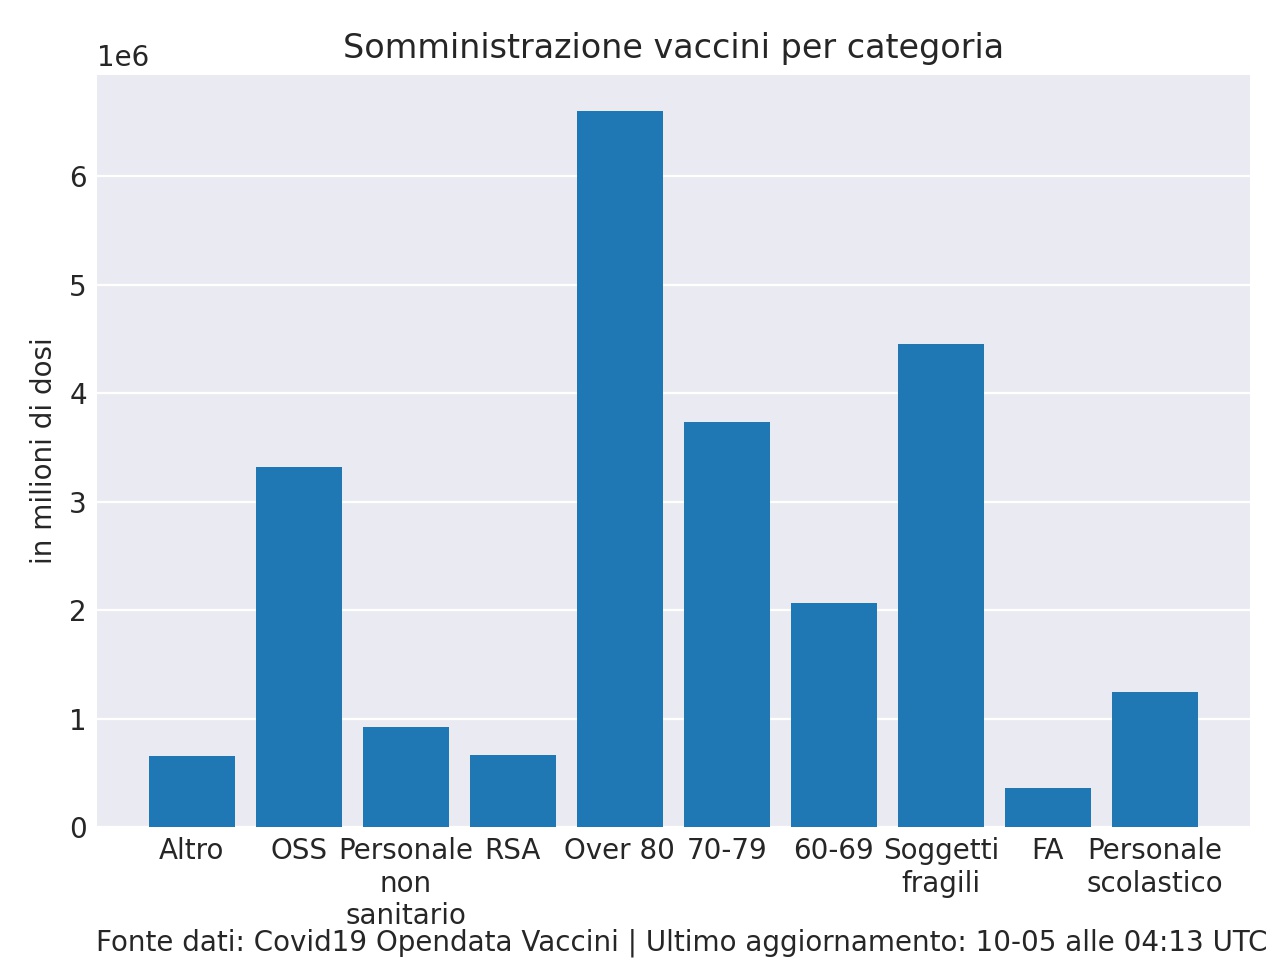 Somministrazione vaccini per categoria
1e6
6
5
4
3
2
1
0
in milioni di dosi
Altro OSS Personale non sanitario RSA Over 80 70-79 60-69 Soggetti fragili FA Personale scolastico
Fonte dati: Covid19 Opendata Vaccini | Ultimo aggiornamento: 10-05 alle 04:13 UTC